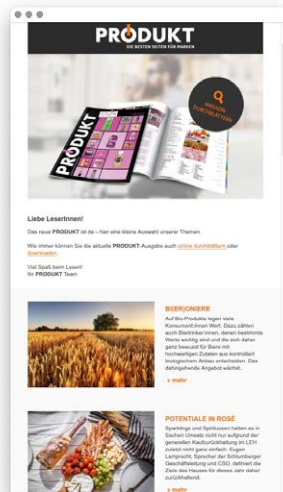 PRODUKT
DIE BESTEN SEITEN FÜR MARKEN
MAGAZIN
DURCHBLÄTTERN
PRODUKT
Liebe LeserInnen!
Das neue PRODUKT ist da – hier eine kleine Auswahl unserer Themen.
Wie immer können Sie die aktuelle PRODUKT-Ausgabe auch online durchblättern oder
downloaden.
Viel Spaß beim Lesen!
Ihr PRODUKT Team
BI(ER)ONIERE
Auf Bio-Produkte legen viele
Konsument:innen Wert. Dazu zählen
auch Biertrinker:innen, denen bestimmte
Werte wichtig sind und die sich daher
ganz bewusst für Biere mit
hochwertigen Zutaten aus kontrolliert
biologischem Anbau entscheiden. Das
dahingehende Angebot wächst.
+ mehr
POTENTIALE IN ROSÉ
Sparklings und Spirituosen hatten es in
Sachen Umsatz nicht nur aufgrund der
generellen Kaufzurückhaltung im LEH
zuletzt nicht ganz einfach. Eugen
Lamprecht, Sprecher der Schlumberger
Geschäftsleitung und CSO, definiert die
Ziele des Hauses für dieses Jahr daher
zurückhaltend.
+ mehr